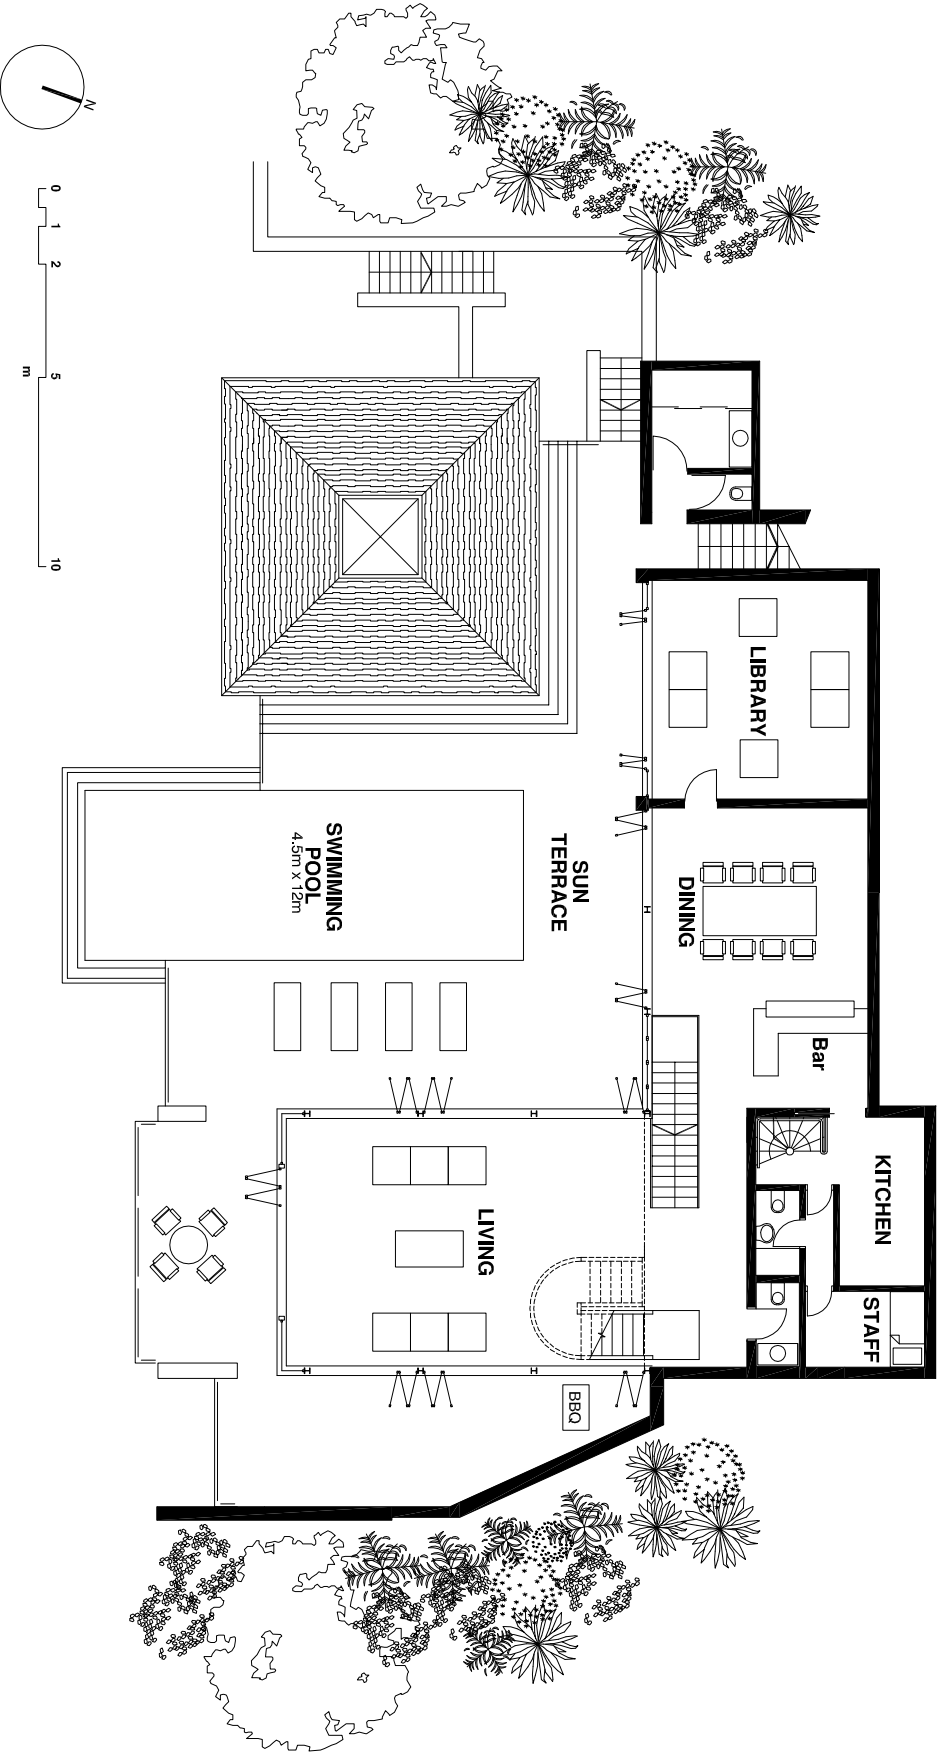 N
0
1
2
5
10
m
LIBRARY
DINING
SUN
TERRACE
SWIMMING
POOL
4.5m x 12m
Bar
KITCHEN
LIVING
STAFF
BBQ